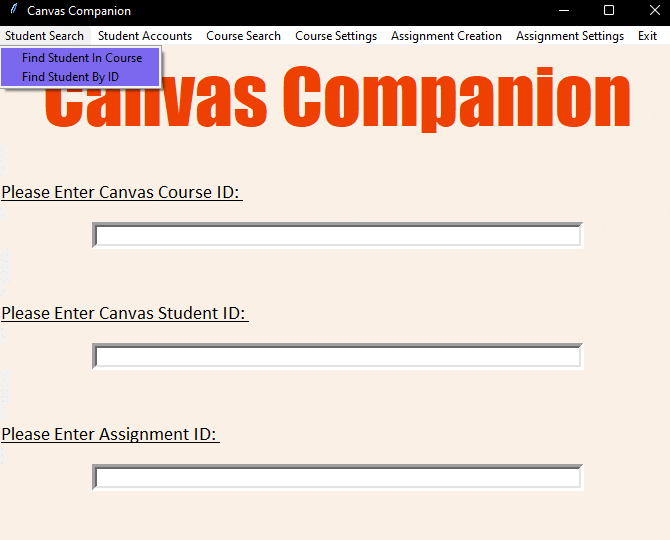 Canvas Companion
Student Search Student Accounts Course Search Course Settings Assignment Creation Assignment Settings Exit
Find Student In Course
Find Student By ID
Canvas Companion
Please Enter Canvas Course ID:
Please Enter Canvas Student ID:
Please Enter Assignment ID: